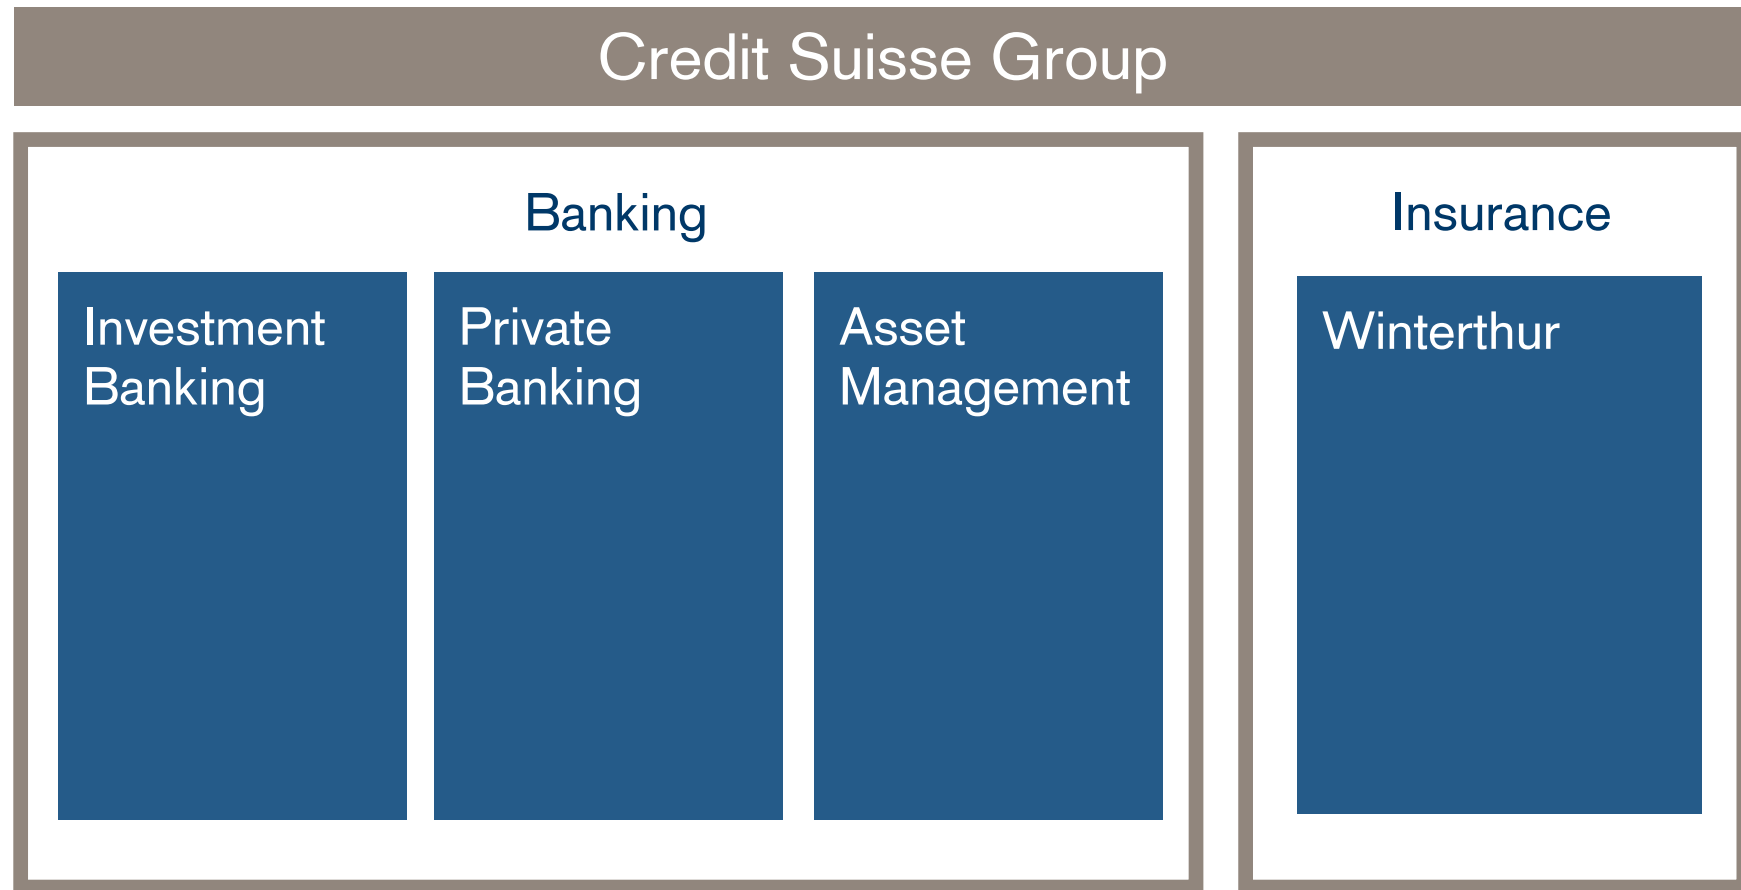 Credit Suisse Group
Banking
Investment
Banking
Private
Banking
Asset
Management
Insurance
Winterthur